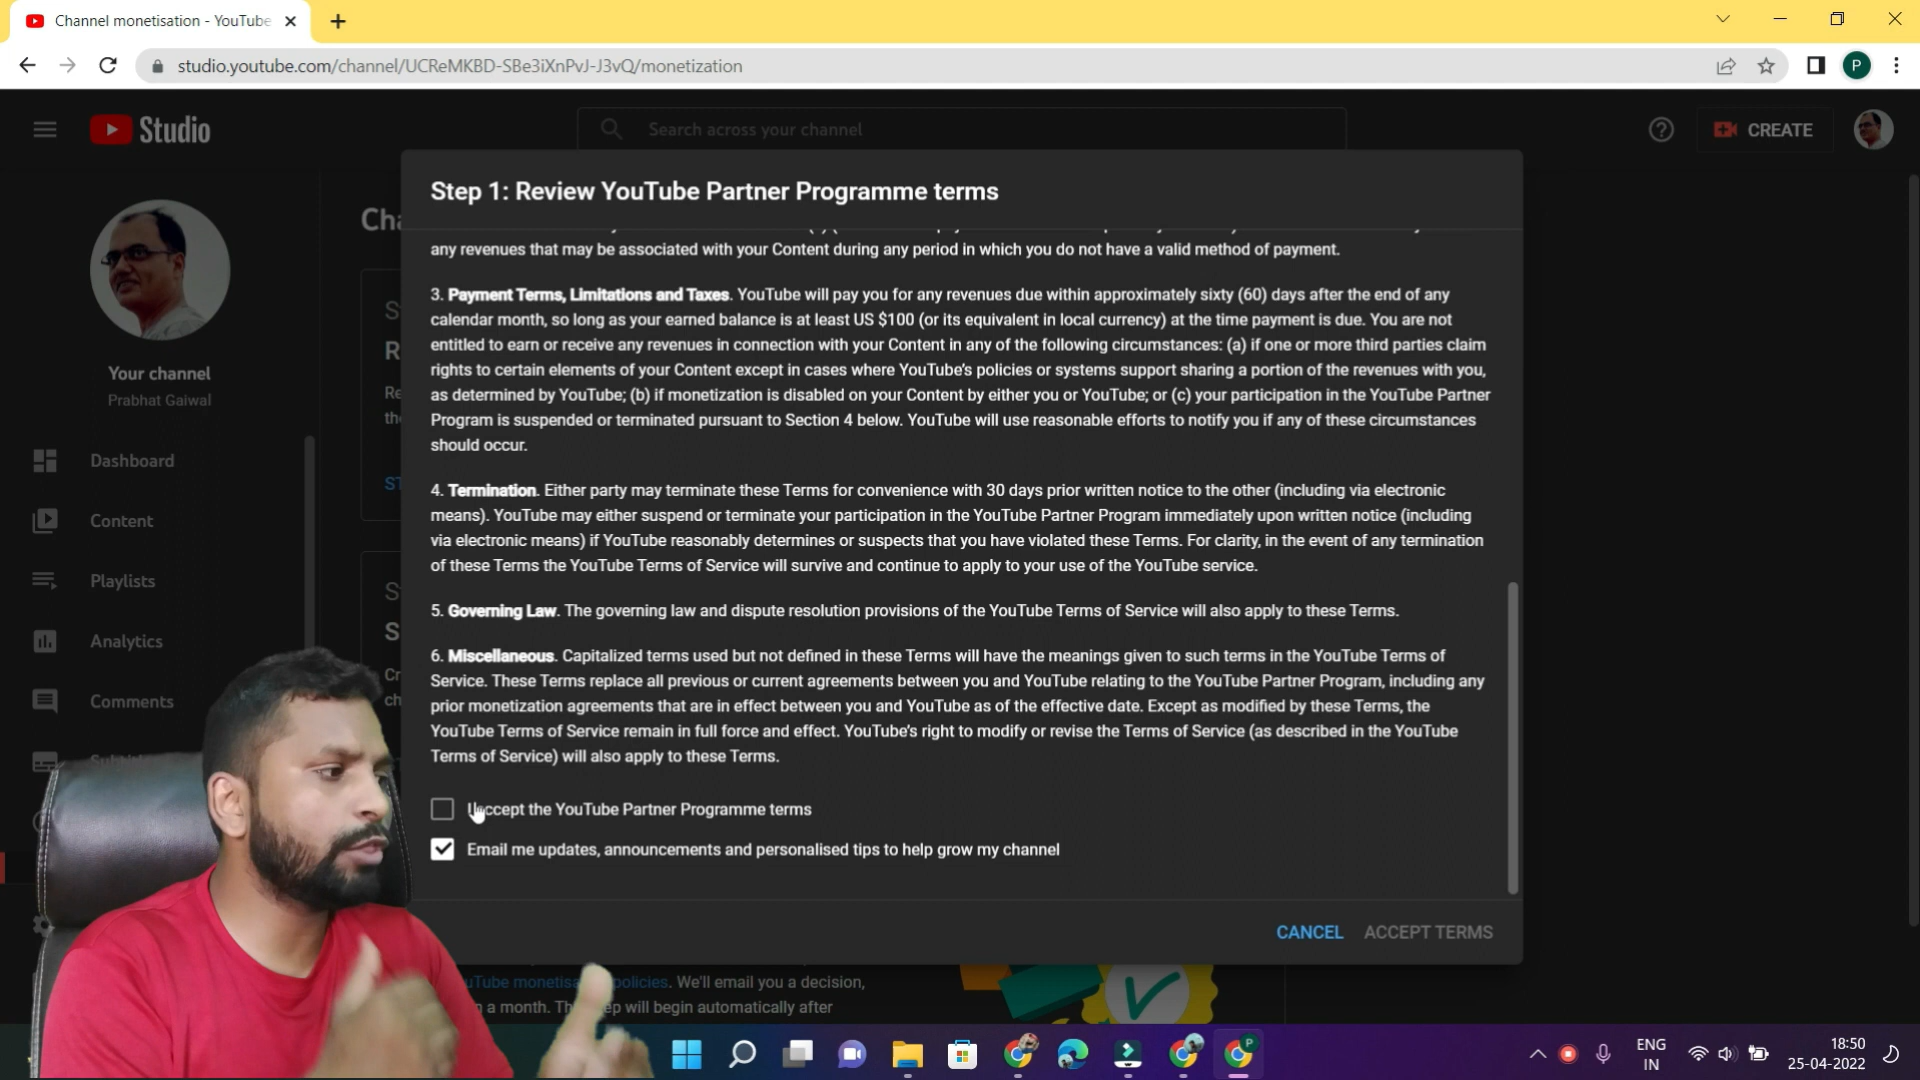 Channel monetisation - YouTube
studio.youtube.com/channel/UCReMKBD-SBe3iXnPvJ-J3vQ/monetization
P
Studio
Search across your channel
CREATE
Step 1: Review YouTube Partner Programme terms
any revenues that may be associated with your Content during any period in which you do not have a valid method of payment.
3. Payment Terms, Limitations and Taxes. YouTube will pay you for any revenues due within approximately sixty (60) days after the end of any
calendar month, so long as your earned balance is at least US $100 (or its equivalent in local currency) at the time payment is due. You are not
entitled to earn or receive any revenues in connection with your Content in any of the following circumstances: (a) if one or more third parties claim
rights to certain elements of your Content except in cases where YouTube's policies or systems support sharing a portion of the revenues with you,
as determined by YouTube; (b) if monetization is disabled on your Content by either you or YouTube; or (c) your participation in the YouTube Partner
Program is suspended or terminated pursuant to Section 4 below. YouTube will use reasonable efforts to notify you if any of these circumstances
should occur.
4. Termination. Either party may terminate these Terms for convenience with 30 days prior written notice to the other (including via electronic
means). YouTube may either suspend or terminate your participation in the YouTube Partner Program immediately upon written notice (including
via electronic means) if YouTube reasonably determines or suspects that you have violated these Terms. For clarity, in the event of any termination
of these Terms the YouTube Terms of Service will survive and continue to apply to your use of the YouTube service.
5. Governing Law. The governing law and dispute resolution provisions of the YouTube Terms of Service will also apply to these Terms.
6. Miscellaneous. Capitalized terms used but not defined in these Terms will have the meanings given to such terms in the YouTube Terms of
Service. These Terms replace all previous or current agreements between you and YouTube relating to the YouTube Partner Program, including any
prior monetization agreements that are in effect between you and YouTube as of the effective date. Except as modified by these Terms, the
YouTube Terms of Service remain in full force and effect. YouTube's right to modify or revise the Terms of Service (as described in the YouTube
Terms of Service) will also apply to these Terms.
I accept the YouTube Partner Programme terms
Email me updates, announcements and personalised tips to help grow my channel
CANCEL ACCEPT TERMS
Your channel
Prabhat Gaiwal
Dashboard
Content
Playlists
Analytics
Comments
policies. We'll email you a decision,
a month. ep will begin automatically after
ENG
IN
18:50
25-04-2022